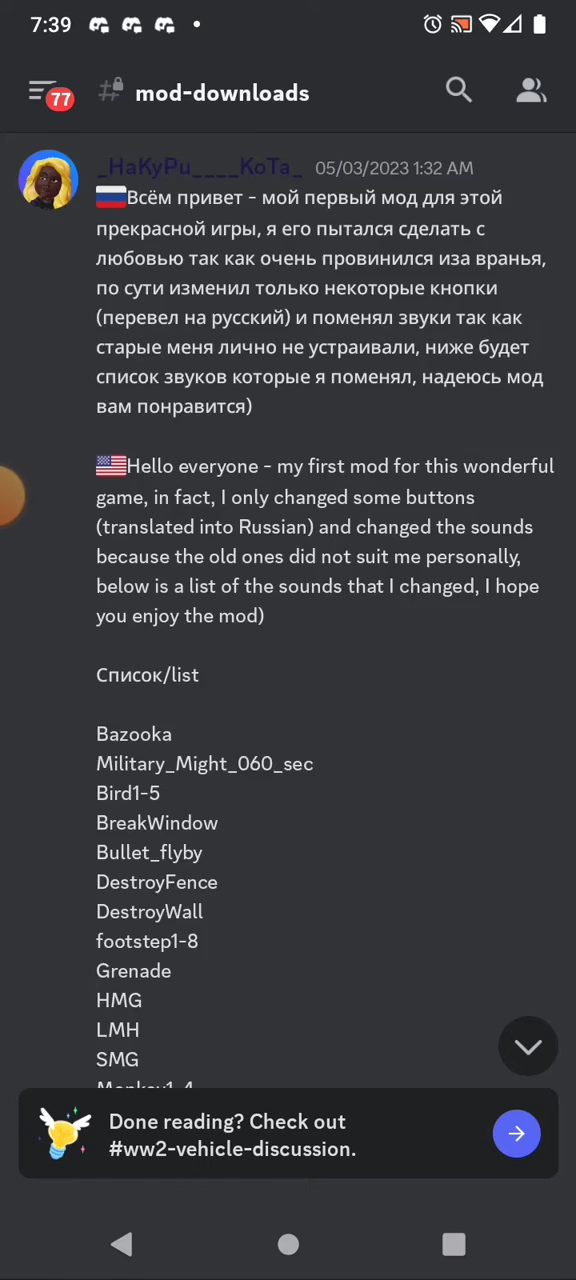 7:39
77
mod-downloads
_HaKyPu____KoTa_ 05/03/2023 1:32 AM
Всём привет - мой первый мод для этой
прекрасной игры, я его пытался сделать с
любовью так как очень провинился иза вранья,
по сути изменил только некоторые кнопки
(перевел на русский) и поменял звуки так как
старые меня лично не устраивали, ниже будет
список звуков которые я поменял, надеюсь мод
вам понравится)
Hello everyone - my first mod for this wonderful
game, in fact, I only changed some buttons
(translated into Russian) and changed the sounds
because the old ones did not suit me personally,
below is a list of the sounds that I changed, I hope
you enjoy the mod)
Список/list
Bazooka
Military_Might_060_sec
Bird1-5
BreakWindow
Bullet_flyby
DestroyFence
DestroyWall
footstep1-8
Grenade
HMG
LMH
SMG
Monkey1-4
Done reading? Check out
#ww2-vehicle-discussion.